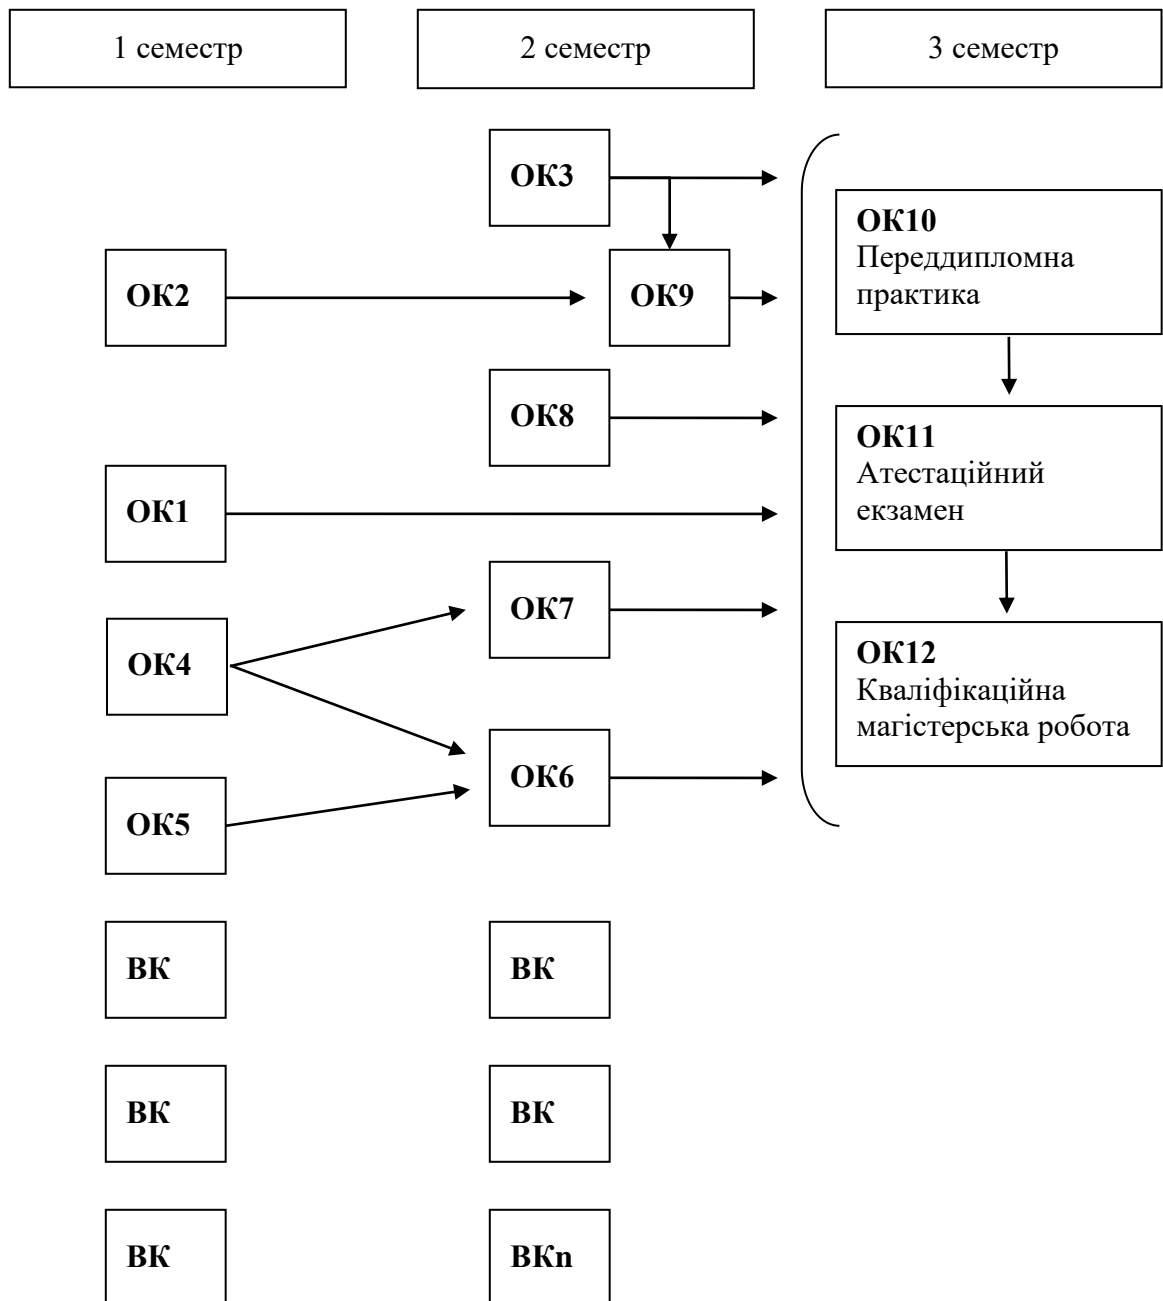 1 семестр
2 семестр
3 семестр
ОК3
ОК2
ОК9
ОК8
ОК1
ОК7
ОК4
ОК6
ОК5
ОК10
Переддипломна
практика
ОК11
Атестаційний
екзамен
ОК12
Кваліфікаційна
магістерська робота
ВК
ВК
ВК
ВК
ВК
ВКn